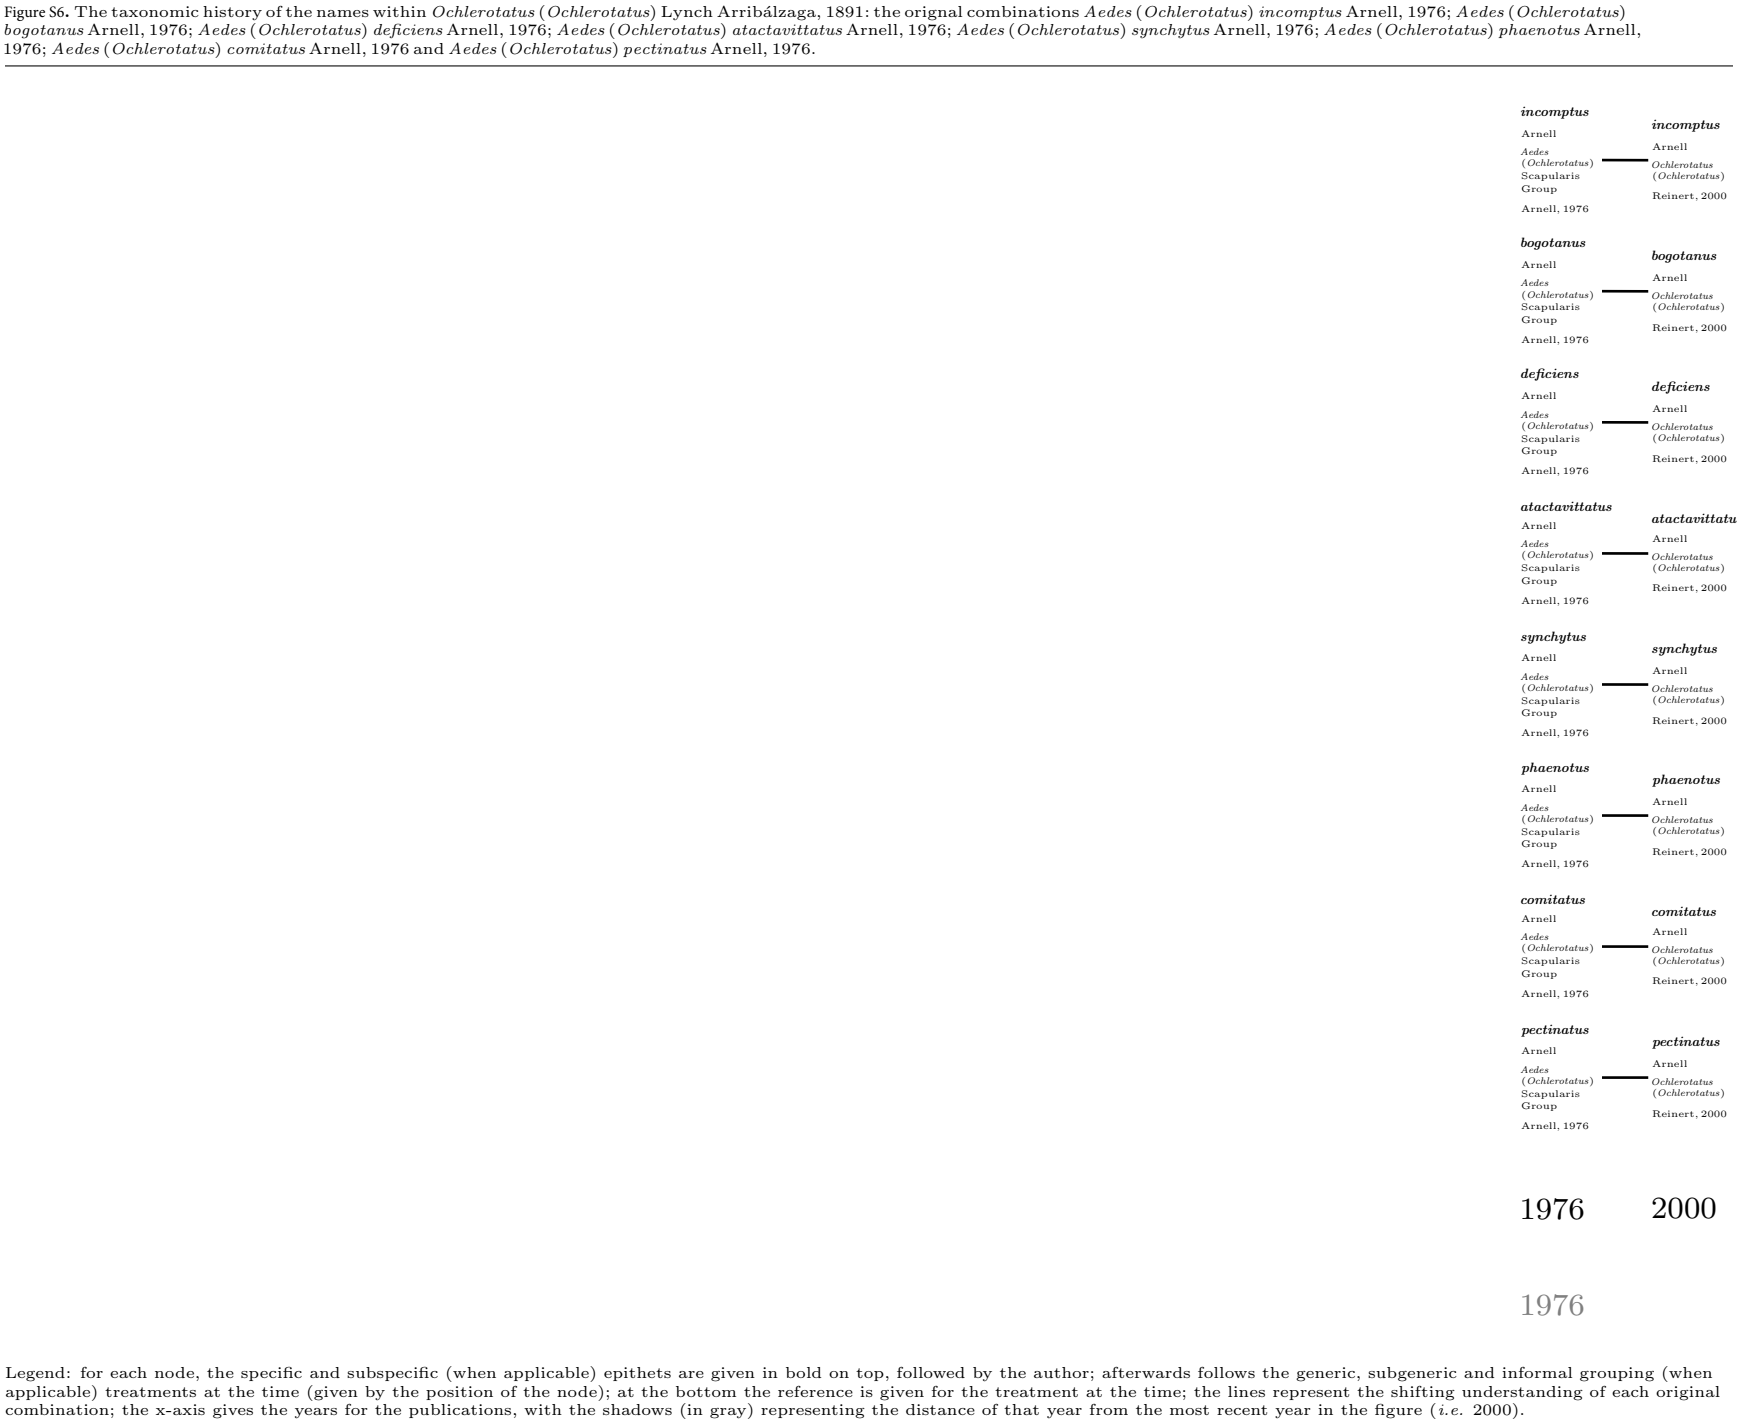 Figure S6. The taxonomic history of the names within Ochlerotatus (Ochlerotatus) Lynch Arribálzaga, 1891: the orignal combinations Aedes (Ochlerotatus) incomptus Arnell, 1976; Aedes (Ochlerotatus)
bogotanus Arnell, 1976; Aedes (Ochlerotatus) deficiens Arnell, 1976; Aedes (Ochlerotatus) atactavittatus Arnell, 1976; Aedes (Ochlerotatus) synchytus Arnell, 1976; Aedes (Ochlerotatus) phaenotus Arnell,
1976; Aedes (Ochlerotatus) comitatus Arnell, 1976 and Aedes (Ochlerotatus) pectinatus Arnell, 1976.
incomptus
Arnell
Aedes
(Ochlerotatus)
Scapularis
Group
Arnell, 1976
incomptus
Arnell
Ochlerotatus
(Ochlerotatus)
Reinert, 2000
bogotanus
Arnell
Aedes
(Ochlerotatus)
Scapularis
Group
Arnell, 1976
bogotanus
Arnell
Ochlerotatus
(Ochlerotatus)
Reinert, 2000
deficiens
Arnell
Aedes
(Ochlerotatus)
Scapularis
Group
Arnell, 1976
deficiens
Arnell
Ochlerotatus
(Ochlerotatus)
Reinert, 2000
atactavittatus
Arnell
Aedes
(Ochlerotatus)
Scapularis
Group
Arnell, 1976
atactavittatu
Arnell
Ochlerotatus
(Ochlerotatus)
Reinert, 2000
synchytus
Arnell
Aedes
(Ochlerotatus)
Scapularis
Group
Arnell, 1976
synchytus
Arnell
Ochlerotatus
(Ochlerotatus)
Reinert, 2000
phaenotus
Arnell
Aedes
(Ochlerotatus)
Scapularis
Group
Arnell, 1976
phaenotus
Arnell
Ochlerotatus
(Ochlerotatus)
Reinert, 2000
comitatus
Arnell
Aedes
(Ochlerotatus)
Scapularis
Group
Arnell, 1976
comitatus
Arnell
Ochlerotatus
(Ochlerotatus)
Reinert, 2000
pectinatus
Arnell
Aedes
(Ochlerotatus)
Scapularis
Group
Arnell, 1976
pectinatus
Arnell
Ochlerotatus
(Ochlerotatus)
Reinert, 2000
1976 2000
1976
Legend: for each node, the specific and subspecific (when applicable) epithets are given in bold on top, followed by the author; afterwards follows the generic, subgeneric and informal grouping (when
applicable) treatments at the time (given by the position of the node); at the bottom the reference is given for the treatment at the time; the lines represent the shifting understanding of each original
combination; the x-axis gives the years for the publications, with the shadows (in gray) representing the distance of that year from the most recent year in the figure (i.e. 2000).